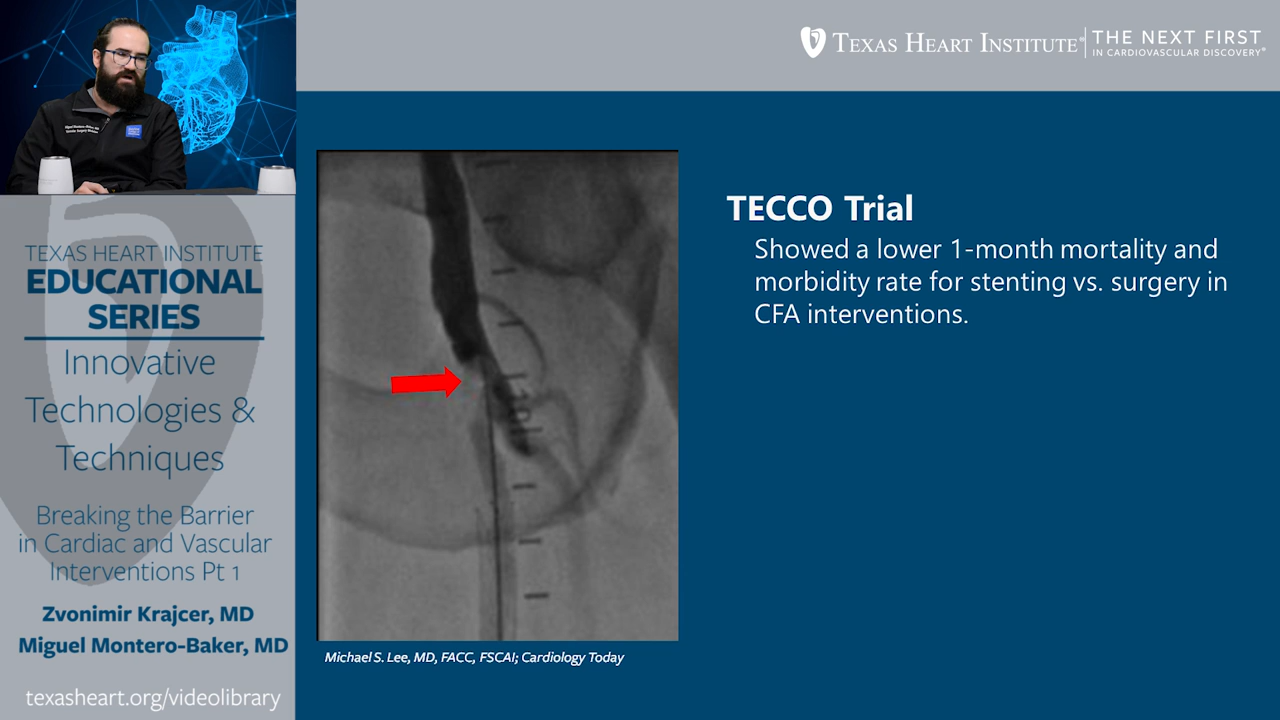 TEXAS HEART INSTITUTE®
THE NEXT FIRST
IN CARDIOVASCULAR DISCOVERY®
TEXAS HEART INSTITUTE
EDUCATIONAL
SERIES
Innovative
Technologies &
Techniques
Breaking the Barrier
in Cardiac and Vascular
Interventions Pt 1
Zvonimir Krajcer, MD
Miguel Montero-Baker, MD
texasheart.org/videolibrary
TECCO Trial
Showed a lower 1-month mortality and
morbidity rate for stenting vs. surgery in
CFA interventions.
Michael S. Lee, MD, FACC, FSCAI; Cardiology Today